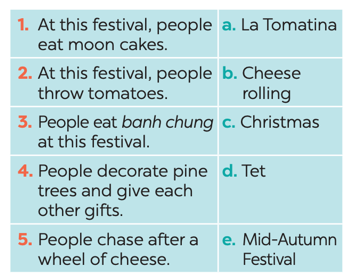 1. At this festival, people
eat moon cakes.
a. La Tomatina
2. At this festival, people
throw tomatoes.
b. Cheese
rolling
3. People eat banh chung
at this festival.
c. Christmas
4. People decorate pine
trees and give each
other gifts.
d. Tet
5. People chase after a
wheel of cheese.
e. Mid-Autumn
Festival